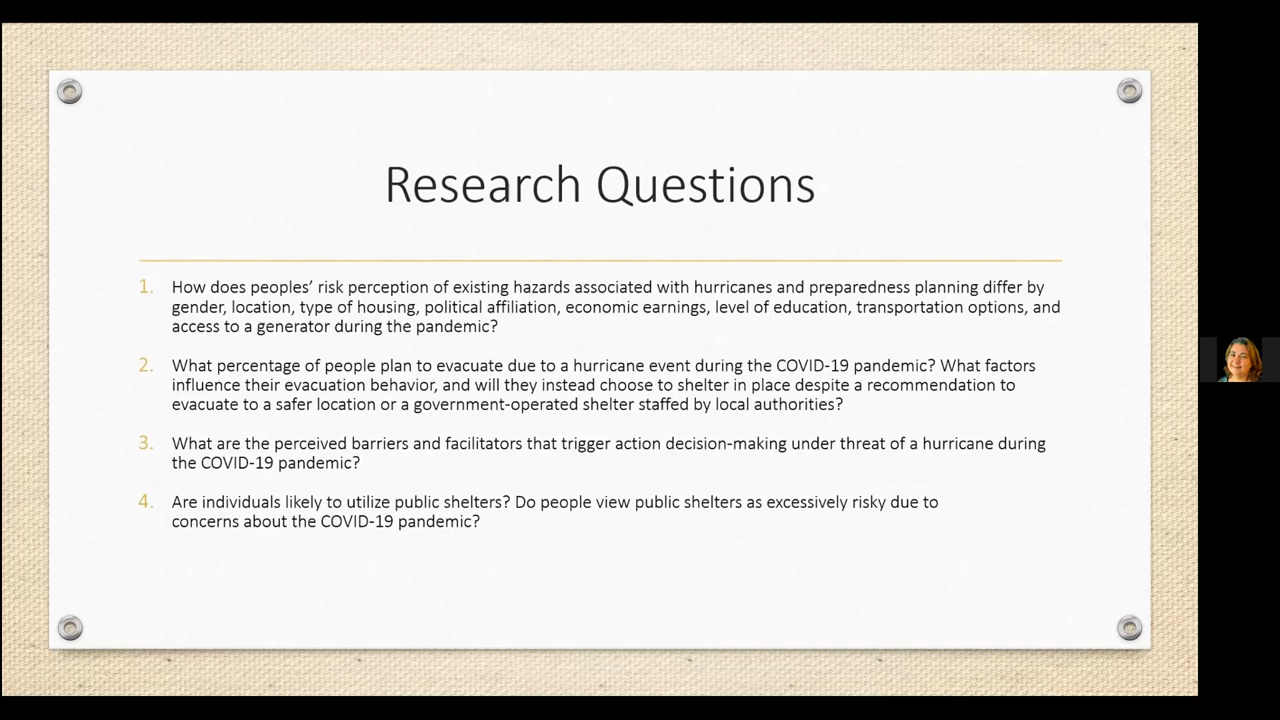 Research Questions
1. How does peoples’ risk perception of existing hazards associated with hurricanes and preparedness planning differ by
gender, location, type of housing, political affiliation, economic earnings, level of education, transportation options, and
access to a generator during the pandemic?
2. What percentage of people plan to evacuate due to a hurricane event during the COVID-19 pandemic? What factors
influence their evacuation behavior, and will they instead choose to shelter in place despite a recommendation to
evacuate to a safer location or a government-operated shelter staffed by local authorities?
3. What are the perceived barriers and facilitators that trigger action decision-making under threat of a hurricane during
the COVID-19 pandemic?
4. Are individuals likely to utilize public shelters? Do people view public shelters as excessively risky due to
concerns about the COVID-19 pandemic?